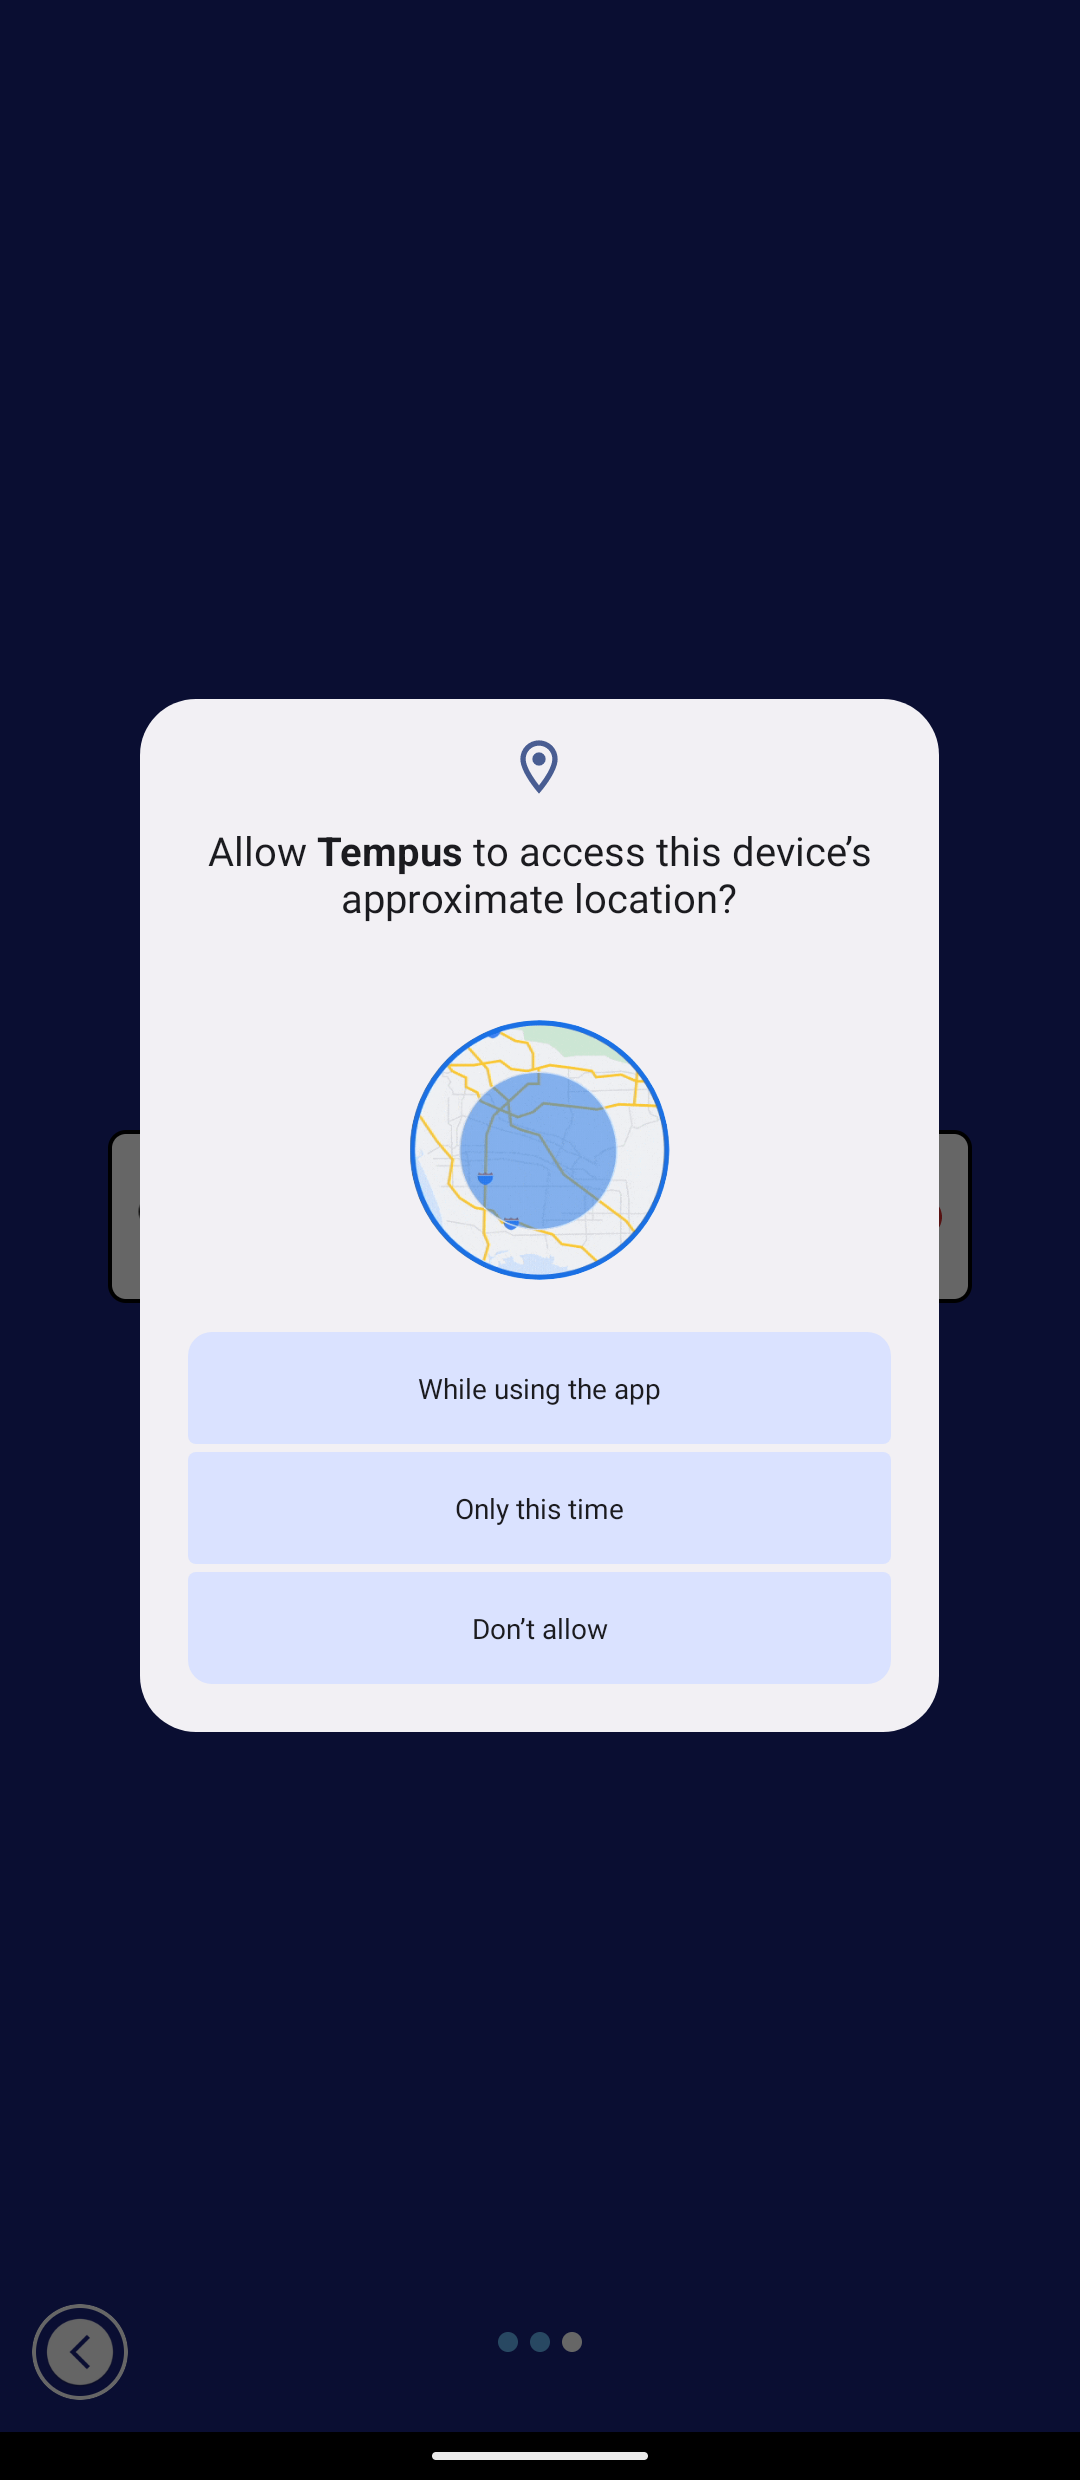 Allow Tempus to access this device’s
approximate location?
While using the app
Only this time
Don’t allow